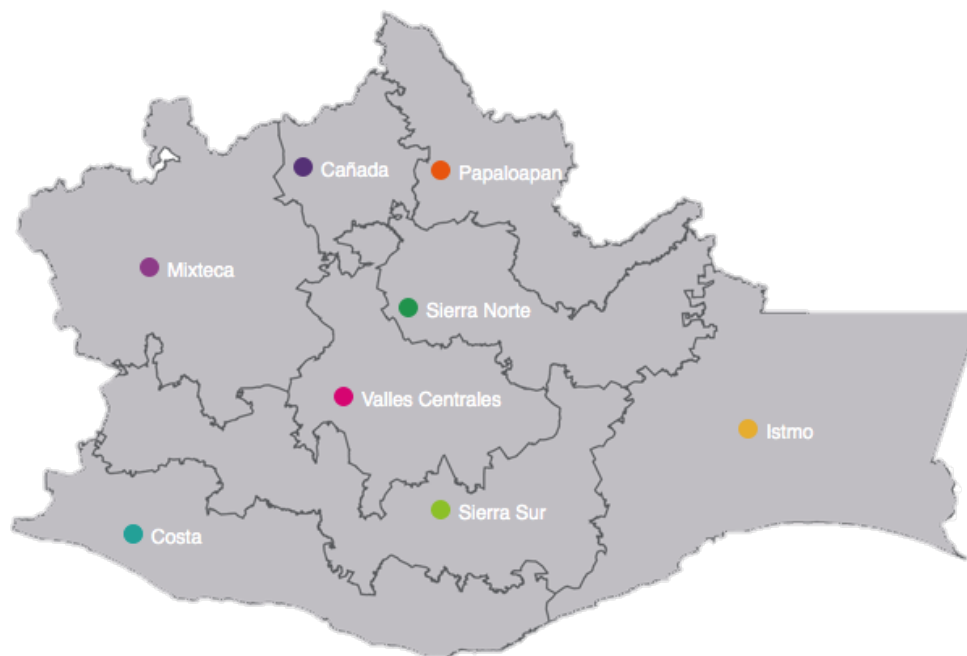 Cañada
Papaloapan
Mixteca
Sierra Norte
Valles Centrales
Istmo
Sierra Sur
Costa